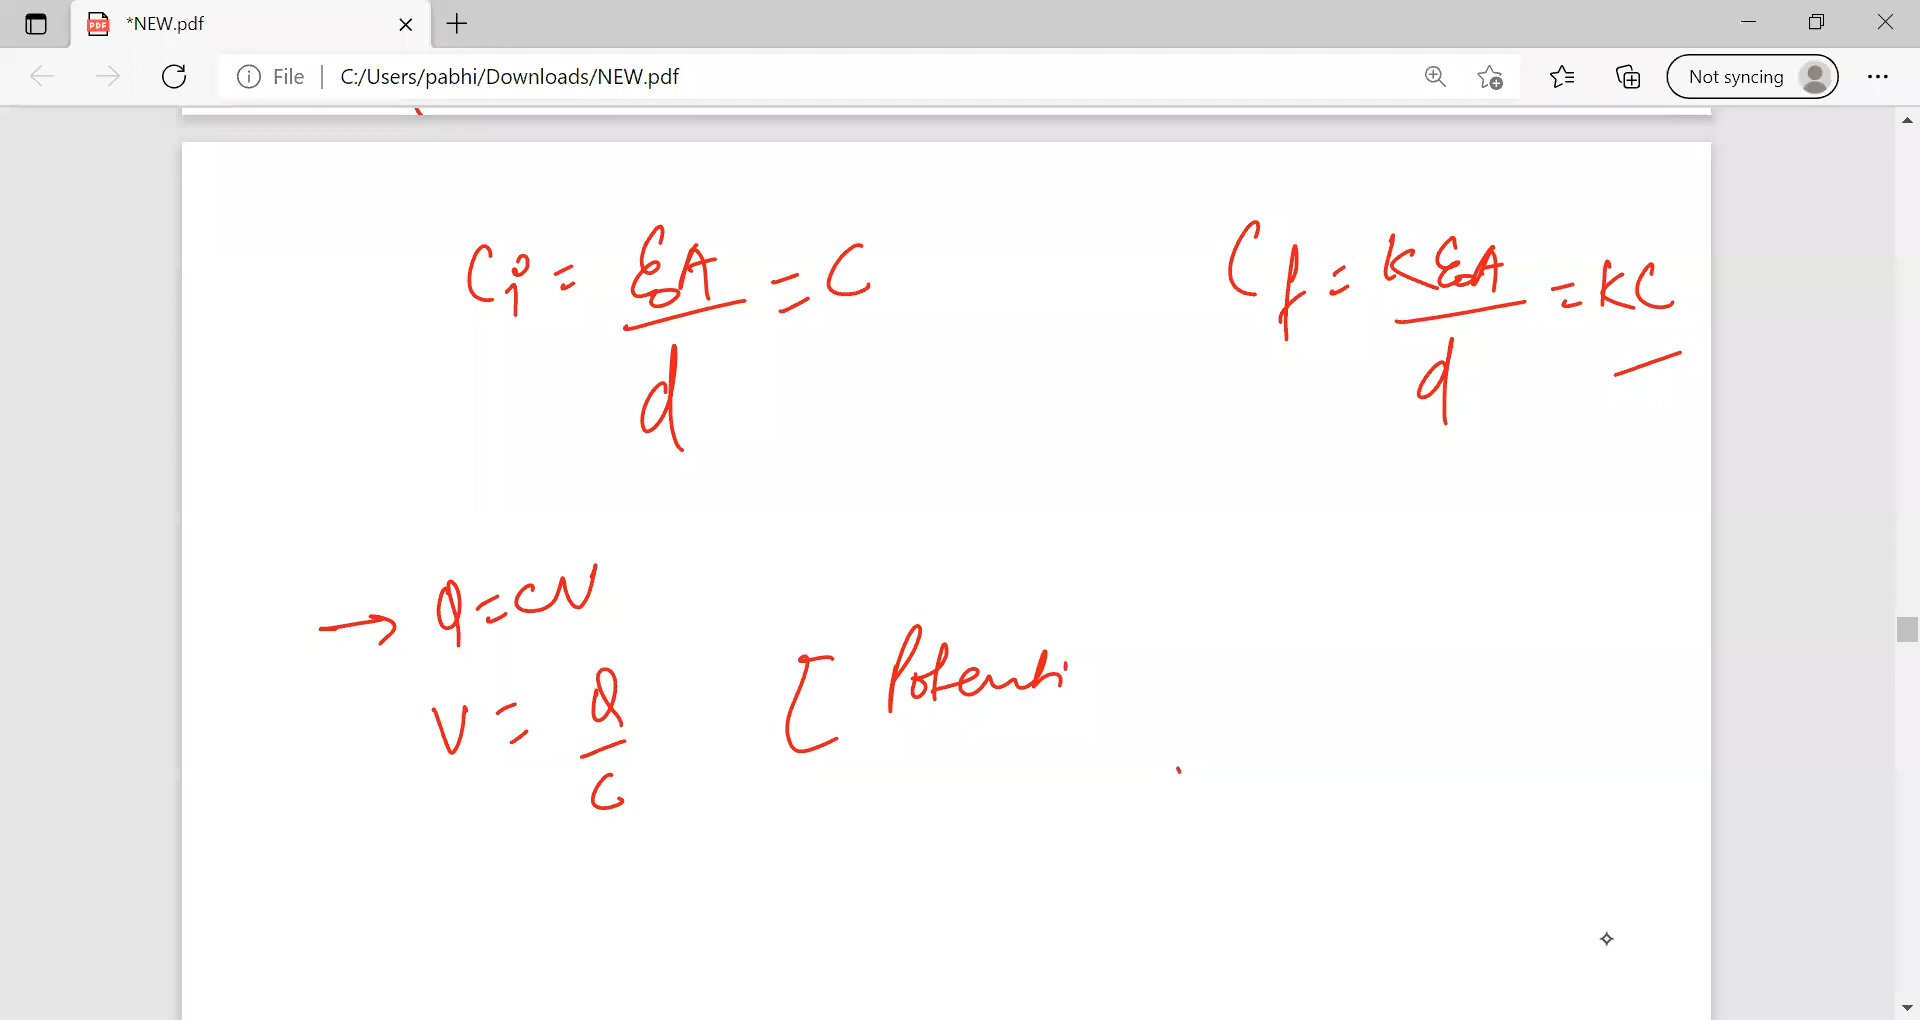 *NEW.pdf
File | C:/Users/pabhi/Downloads/NEW.pdf
Not syncing
Ci = ε₀A/d = C
Cf = Kε₀A/d = KC
→ Q = CV
V = Q/C
[ Potenti